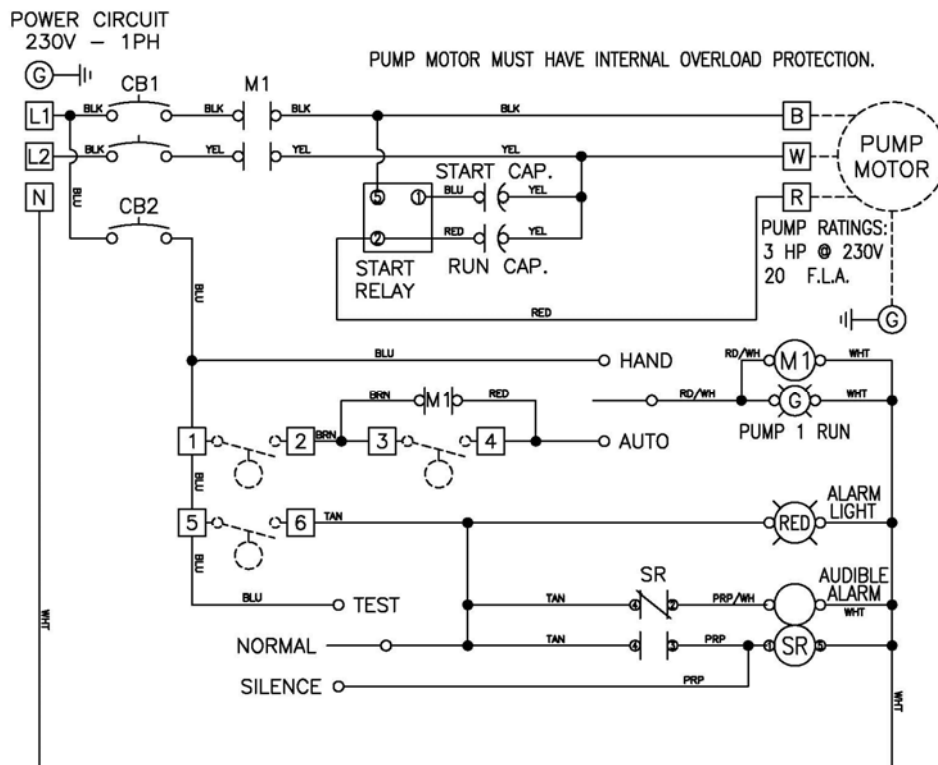 POWER CIRCUIT
230V - 1PH
PUMP MOTOR MUST HAVE INTERNAL OVERLOAD PROTECTION.
G
CB1
M1
L1
BLK
BLK
BLK
BLK
B
L2
BLK
YEL
YEL
YEL
W
PUMP
MOTOR
N
BLU
CB2
START CAP.
5
1
BLU
YEL
R
2
RED
YEL
START
RELAY
RUN CAP.
RED
PUMP RATINGS:
3 HP @ 230V
20 F.L.A.
G
BLU
BLU
HAND
RD/WH
M1
WHT
BRN
M1
RED
RD/WH
G
WHT
PUMP 1 RUN
1
2
BRN
3
4
AUTO
BLU
5
6
TAN
RED
ALARM
LIGHT
BLU
BLU
TEST
SR
TAN
4
2
PRP/WH
AUDIBLE
ALARM
WHT
WHT
NORMAL
TAN
4
3
PRP
1
SR
5
SILENCE
PRP
WHT